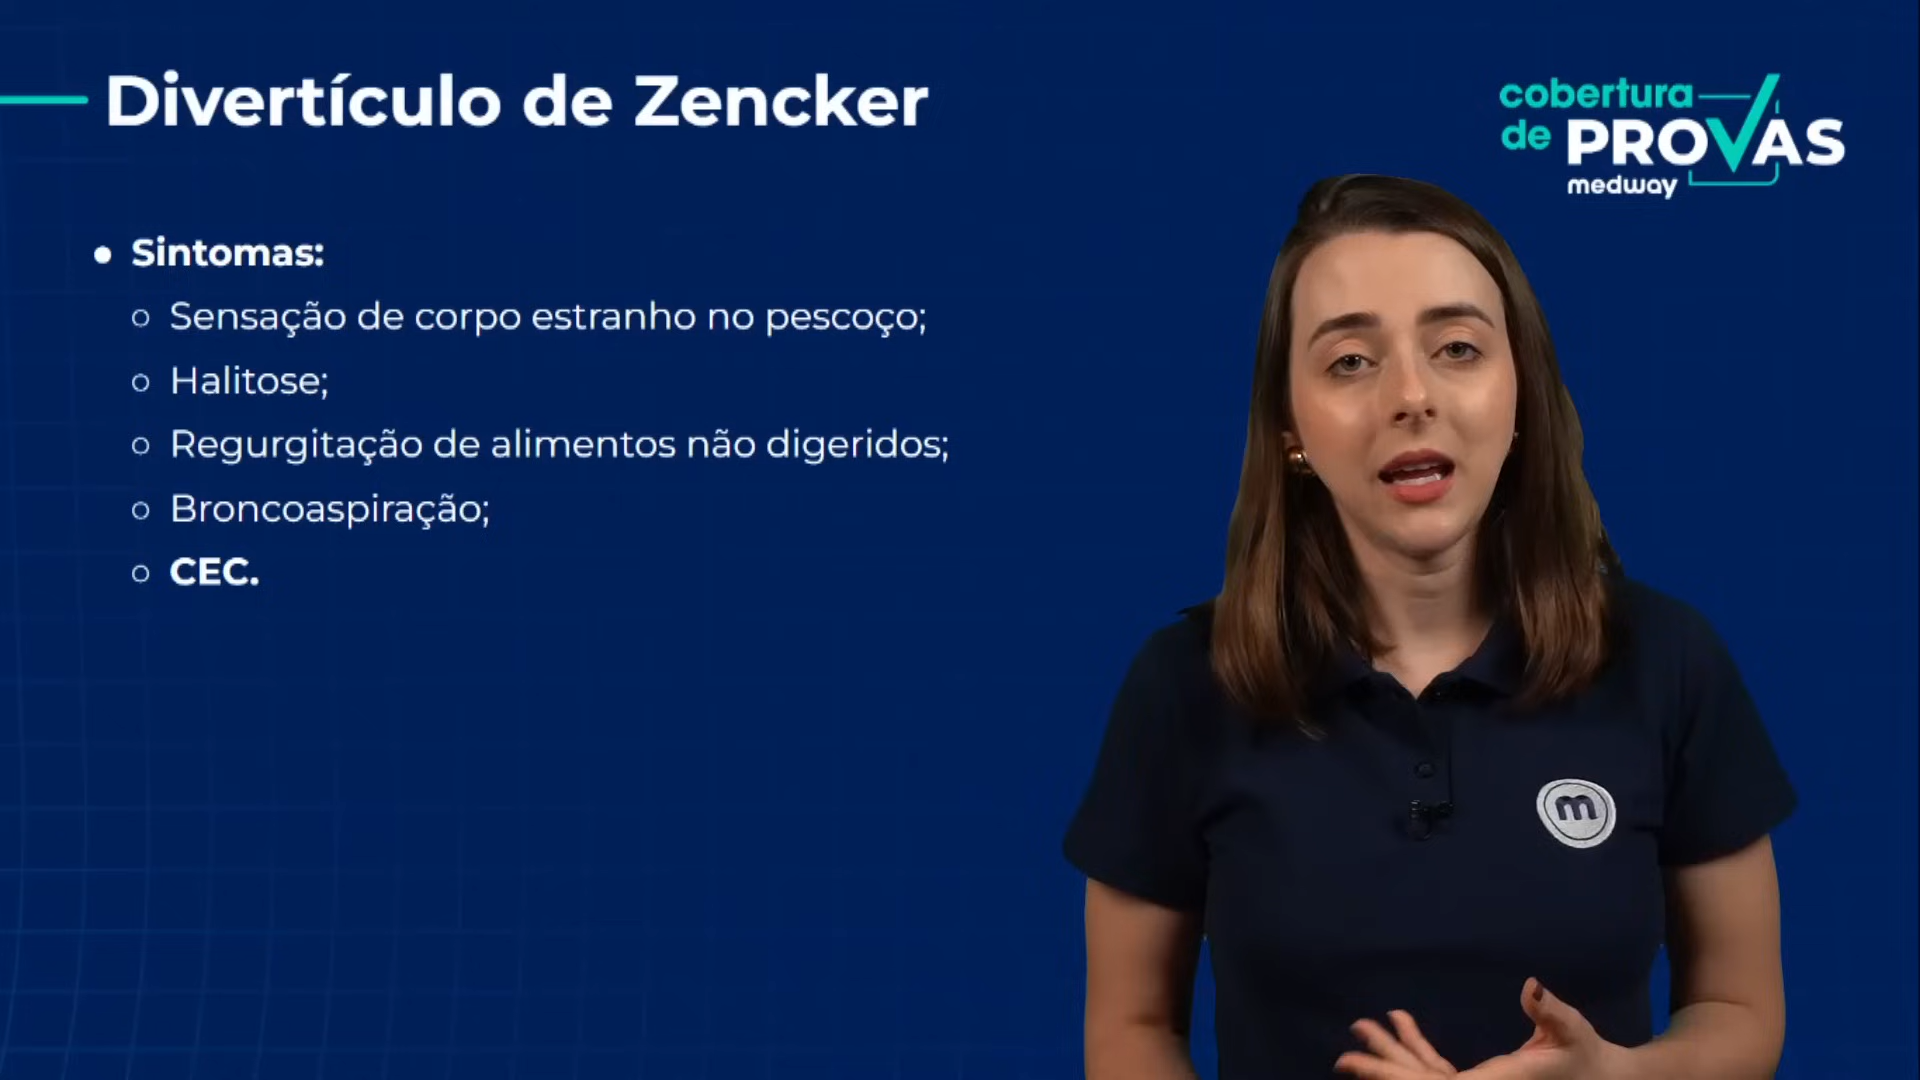 Divertículo de Zencker
cobertura
de PROVAS
medway
● Sintomas:
○ Sensação de corpo estranho no pescoço;
○ Halitose;
○ Regurgitação de alimentos não digeridos;
○ Broncoaspiração;
○ CEC.
m